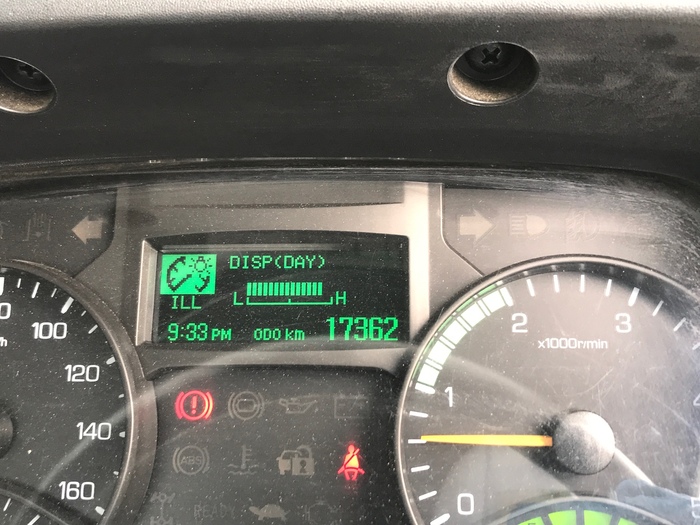 DISP(DAY)
ILL
L H
9:33 PM ODO km 17362
100
120
140
160
ABS
READY
0
1
2
3
x1000r/min